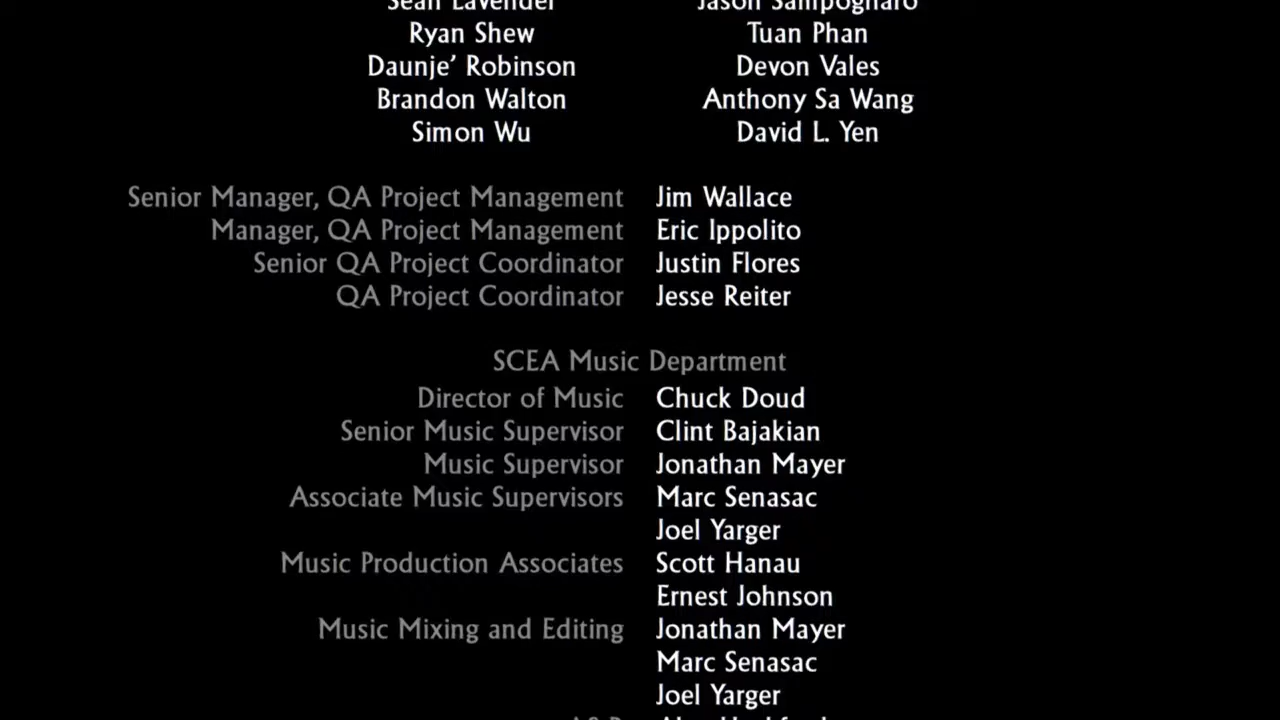 Sean Lavender Jason Sampognaro
Ryan Shew Tuan Phan
Daunje’ Robinson Devon Vales
Brandon Walton Anthony Sa Wang
Simon Wu David L. Yen
Senior Manager, QA Project Management Jim Wallace
Manager, QA Project Management Eric Ippolito
Senior QA Project Coordinator Justin Flores
QA Project Coordinator Jesse Reiter
SCEA Music Department
Director of Music Chuck Doud
Senior Music Supervisor Clint Bajakian
Music Supervisor Jonathan Mayer
Associate Music Supervisors Marc Senasac
Joel Yarger
Music Production Associates Scott Hanau
Ernest Johnson
Music Mixing and Editing Jonathan Mayer
Marc Senasac
Joel Yarger